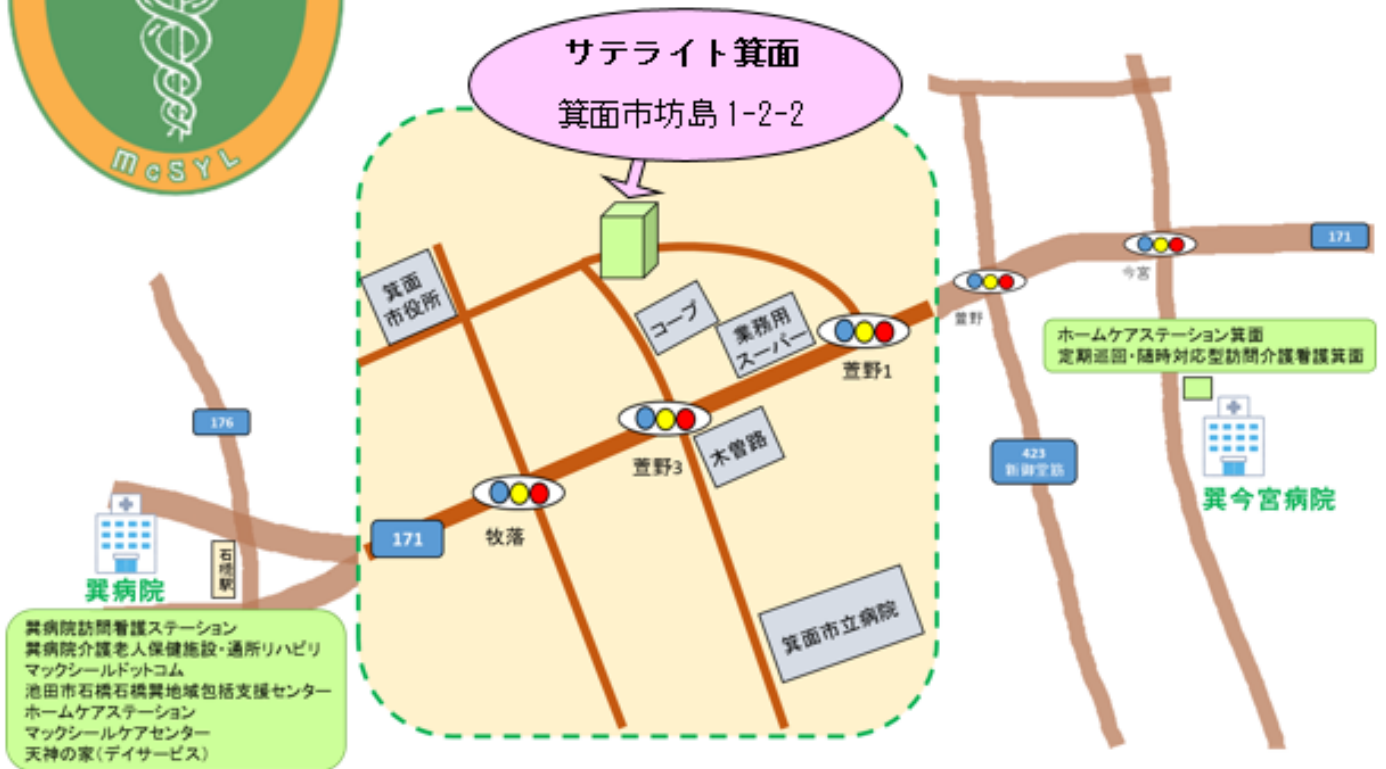 McSYL
サテライト箕面
箕面市坊島1-2-2
箕面
市役所
コープ
業務用
スーパー
萱野1
萱野3
木曽路
牧落
171
箕面市立病院
176
石橋駅
巽病院
巽病院訪問看護ステーション
巽病院介護老人保健施設・通所リハビリ
マックシールドットコム
池田市石橋石橋巽地域包括支援センター
ホームケアステーション
マックシールケアセンター
天神の家（デイサービス）
171
今宮
萱野
ホームケアステーション箕面
定期巡回・随時対応型訪問介護看護箕面
423
新御堂筋
巽今宮病院